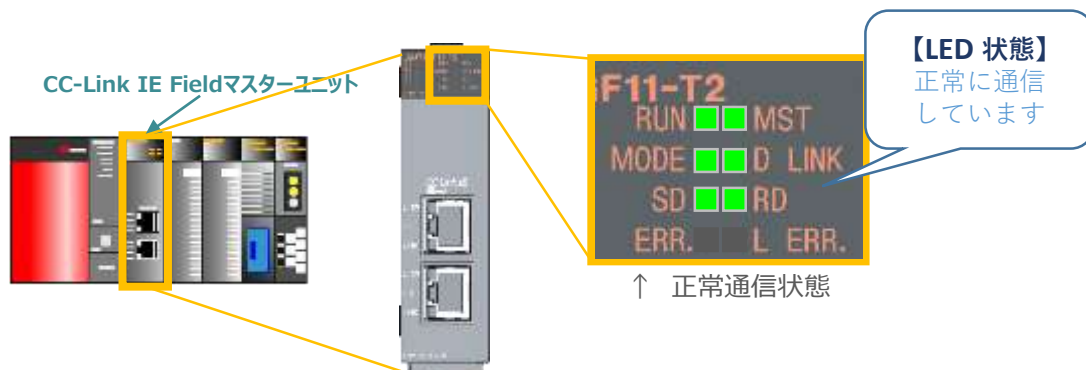 CC-Link IE Fieldマスターユニット
【LED 状態】
正常に通信
しています
F11-T2
RUN MST
MODE D LINK
SD RD
ERR. L ERR.
↑ 正常通信状態